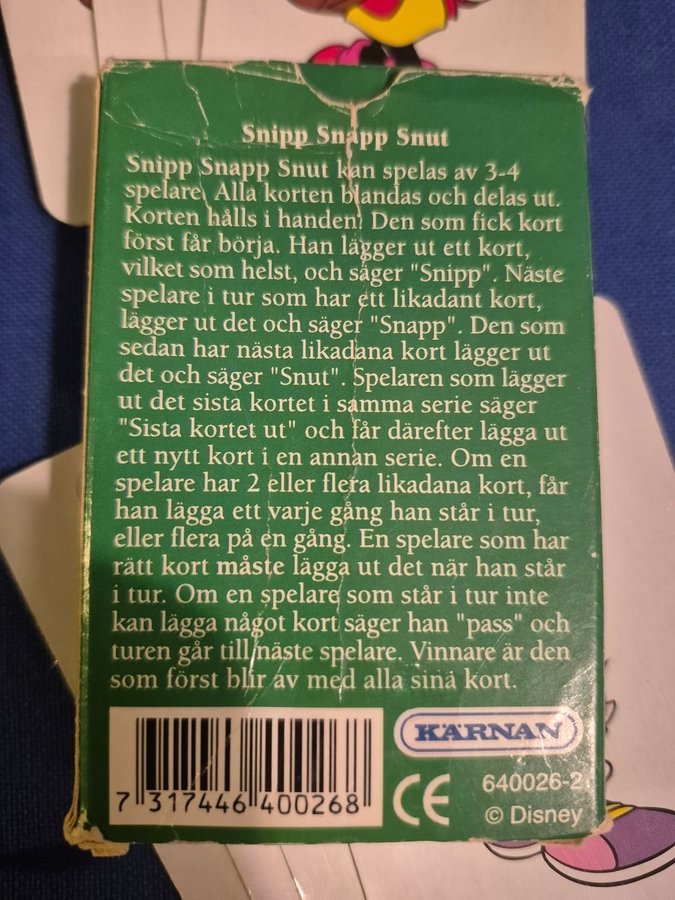 Snipp Snapp Snut
Snipp Snapp Snut kan spelas av 3-4
spelare. Alla korten blandas och delas ut.
Korten hålls i handen. Den som fick kort
först får börja. Han lägger ut ett kort,
vilket som helst, och säger "Snipp". Näste
spelare i tur som har ett likadant kort,
lägger ut det och säger "Snapp". Den som
sedan har nästa likadana kort lägger ut
det och säger "Snut". Spelaren som lägger
ut det sista kortet i samma serie säger
"Sista kortet ut" och får därefter lägga ut
ett nytt kort i en annan serie. Om en
spelare har 2 eller flera likadana kort, får
han lägga ett varje gång han står i tur,
eller flera på en gång. En spelare som har
rätt kort måste lägga ut det när han står
i tur. Om en spelare som står i tur inte
kan lägga något kort säger han "pass" och
turen går till näste spelare. Vinnare är den
som först blir av med alla sina kort.
KÄRNAN
7 317446 400268
CE
640026-2
© Disney